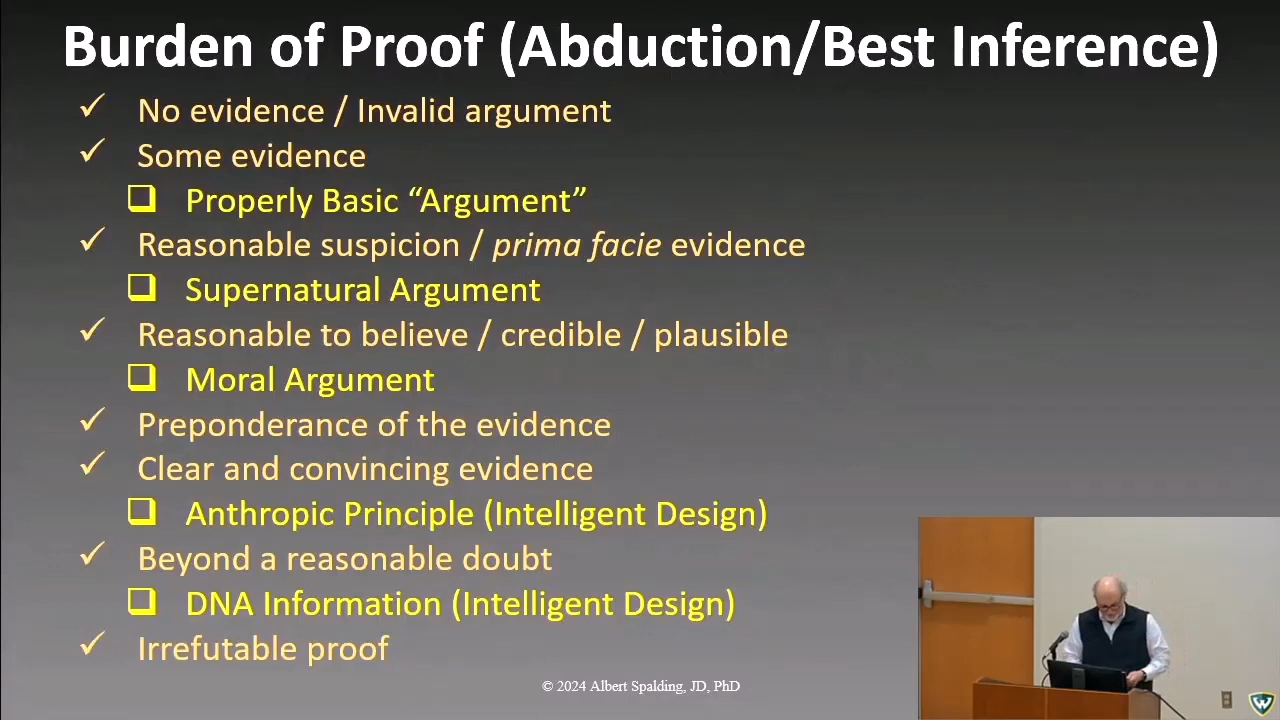 Burden of Proof (Abduction/Best Inference)
No evidence / Invalid argument
Some evidence
Properly Basic “Argument”
Reasonable suspicion / prima facie evidence
Supernatural Argument
Reasonable to believe / credible / plausible
Moral Argument
Preponderance of the evidence
Clear and convincing evidence
Anthropic Principle (Intelligent Design)
Beyond a reasonable doubt
DNA Information (Intelligent Design)
Irrefutable proof
© 2024 Albert Spalding, JD, PhD
W